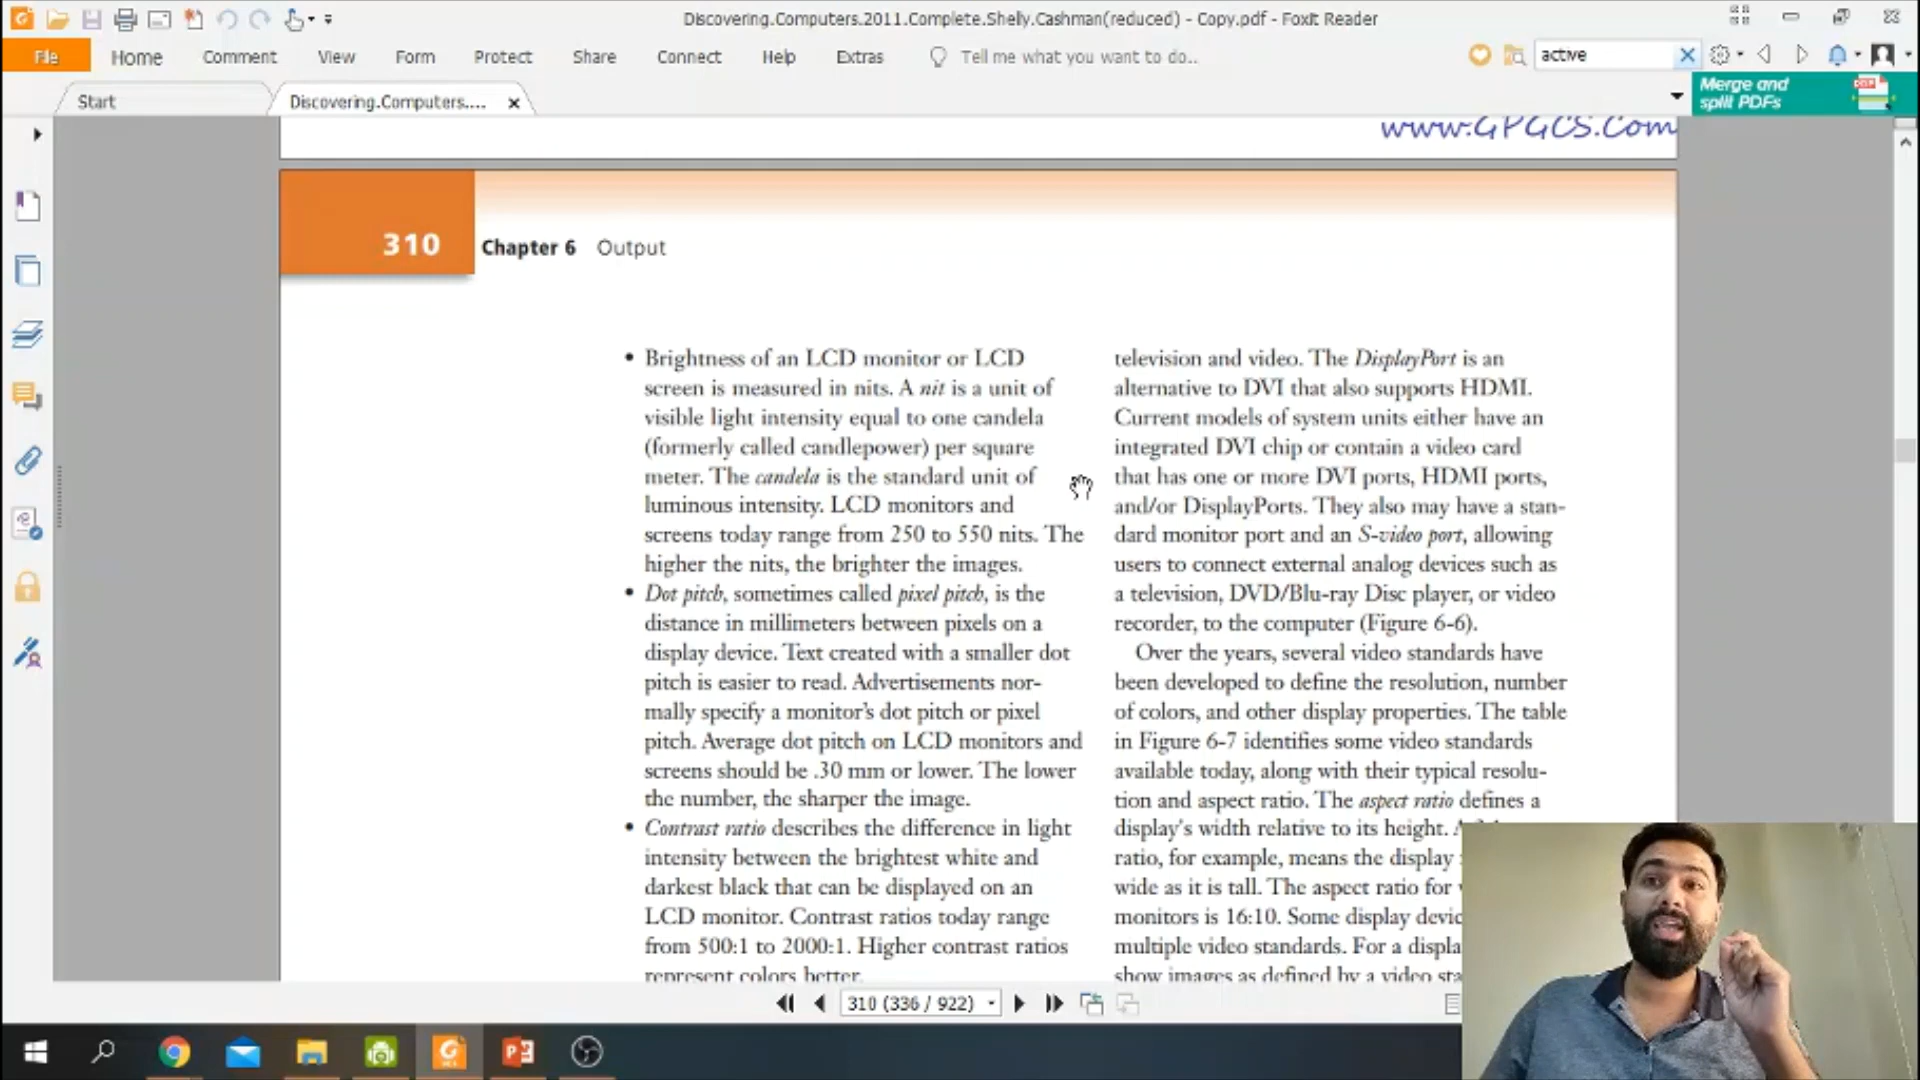 Discovering.Computers.2011.Complete.Shelly.Cashman(reduced) - Copy.pdf - Foxit Reader
File Home Comment View Form Protect Share Connect Help Extras Tell me what you want to do.. active
Start Discovering.Computers.... Merge and
split PDFs
www.GPGCS.Com
310 Chapter 6 Output
• Brightness of an LCD monitor or LCD
screen is measured in nits. A nit is a unit of
visible light intensity equal to one candela
(formerly called candlepower) per square
meter. The candela is the standard unit of
luminous intensity. LCD monitors and
screens today range from 250 to 550 nits. The
higher the nits, the brighter the images.
• Dot pitch, sometimes called pixel pitch, is the
distance in millimeters between pixels on a
display device. Text created with a smaller dot
pitch is easier to read. Advertisements nor-
mally specify a monitor's dot pitch or pixel
pitch. Average dot pitch on LCD monitors and
screens should be .30 mm or lower. The lower
the number, the sharper the image.
• Contrast ratio describes the difference in light
intensity between the brightest white and
darkest black that can be displayed on an
LCD monitor. Contrast ratios today range
from 500:1 to 2000:1. Higher contrast ratios
represent colors better.
television and video. The DisplayPort is an
alternative to DVI that also supports HDMI.
Current models of system units either have an
integrated DVI chip or contain a video card
that has one or more DVI ports, HDMI ports,
and/or DisplayPorts. They also may have a stan-
dard monitor port and an S-video port, allowing
users to connect external analog devices such as
a television, DVD/Blu-ray Disc player, or video
recorder, to the computer (Figure 6-6).
Over the years, several video standards have
been developed to define the resolution, number
of colors, and other display properties. The table
in Figure 6-7 identifies some video standards
available today, along with their typical resolu-
tion and aspect ratio. The aspect ratio defines a
display's width relative to its height. A
ratio, for example, means the display
wide as it is tall. The aspect ratio for
monitors is 16:10. Some display devic
multiple video standards. For a displa
show images as defined by a video sta
310 (336 / 922)